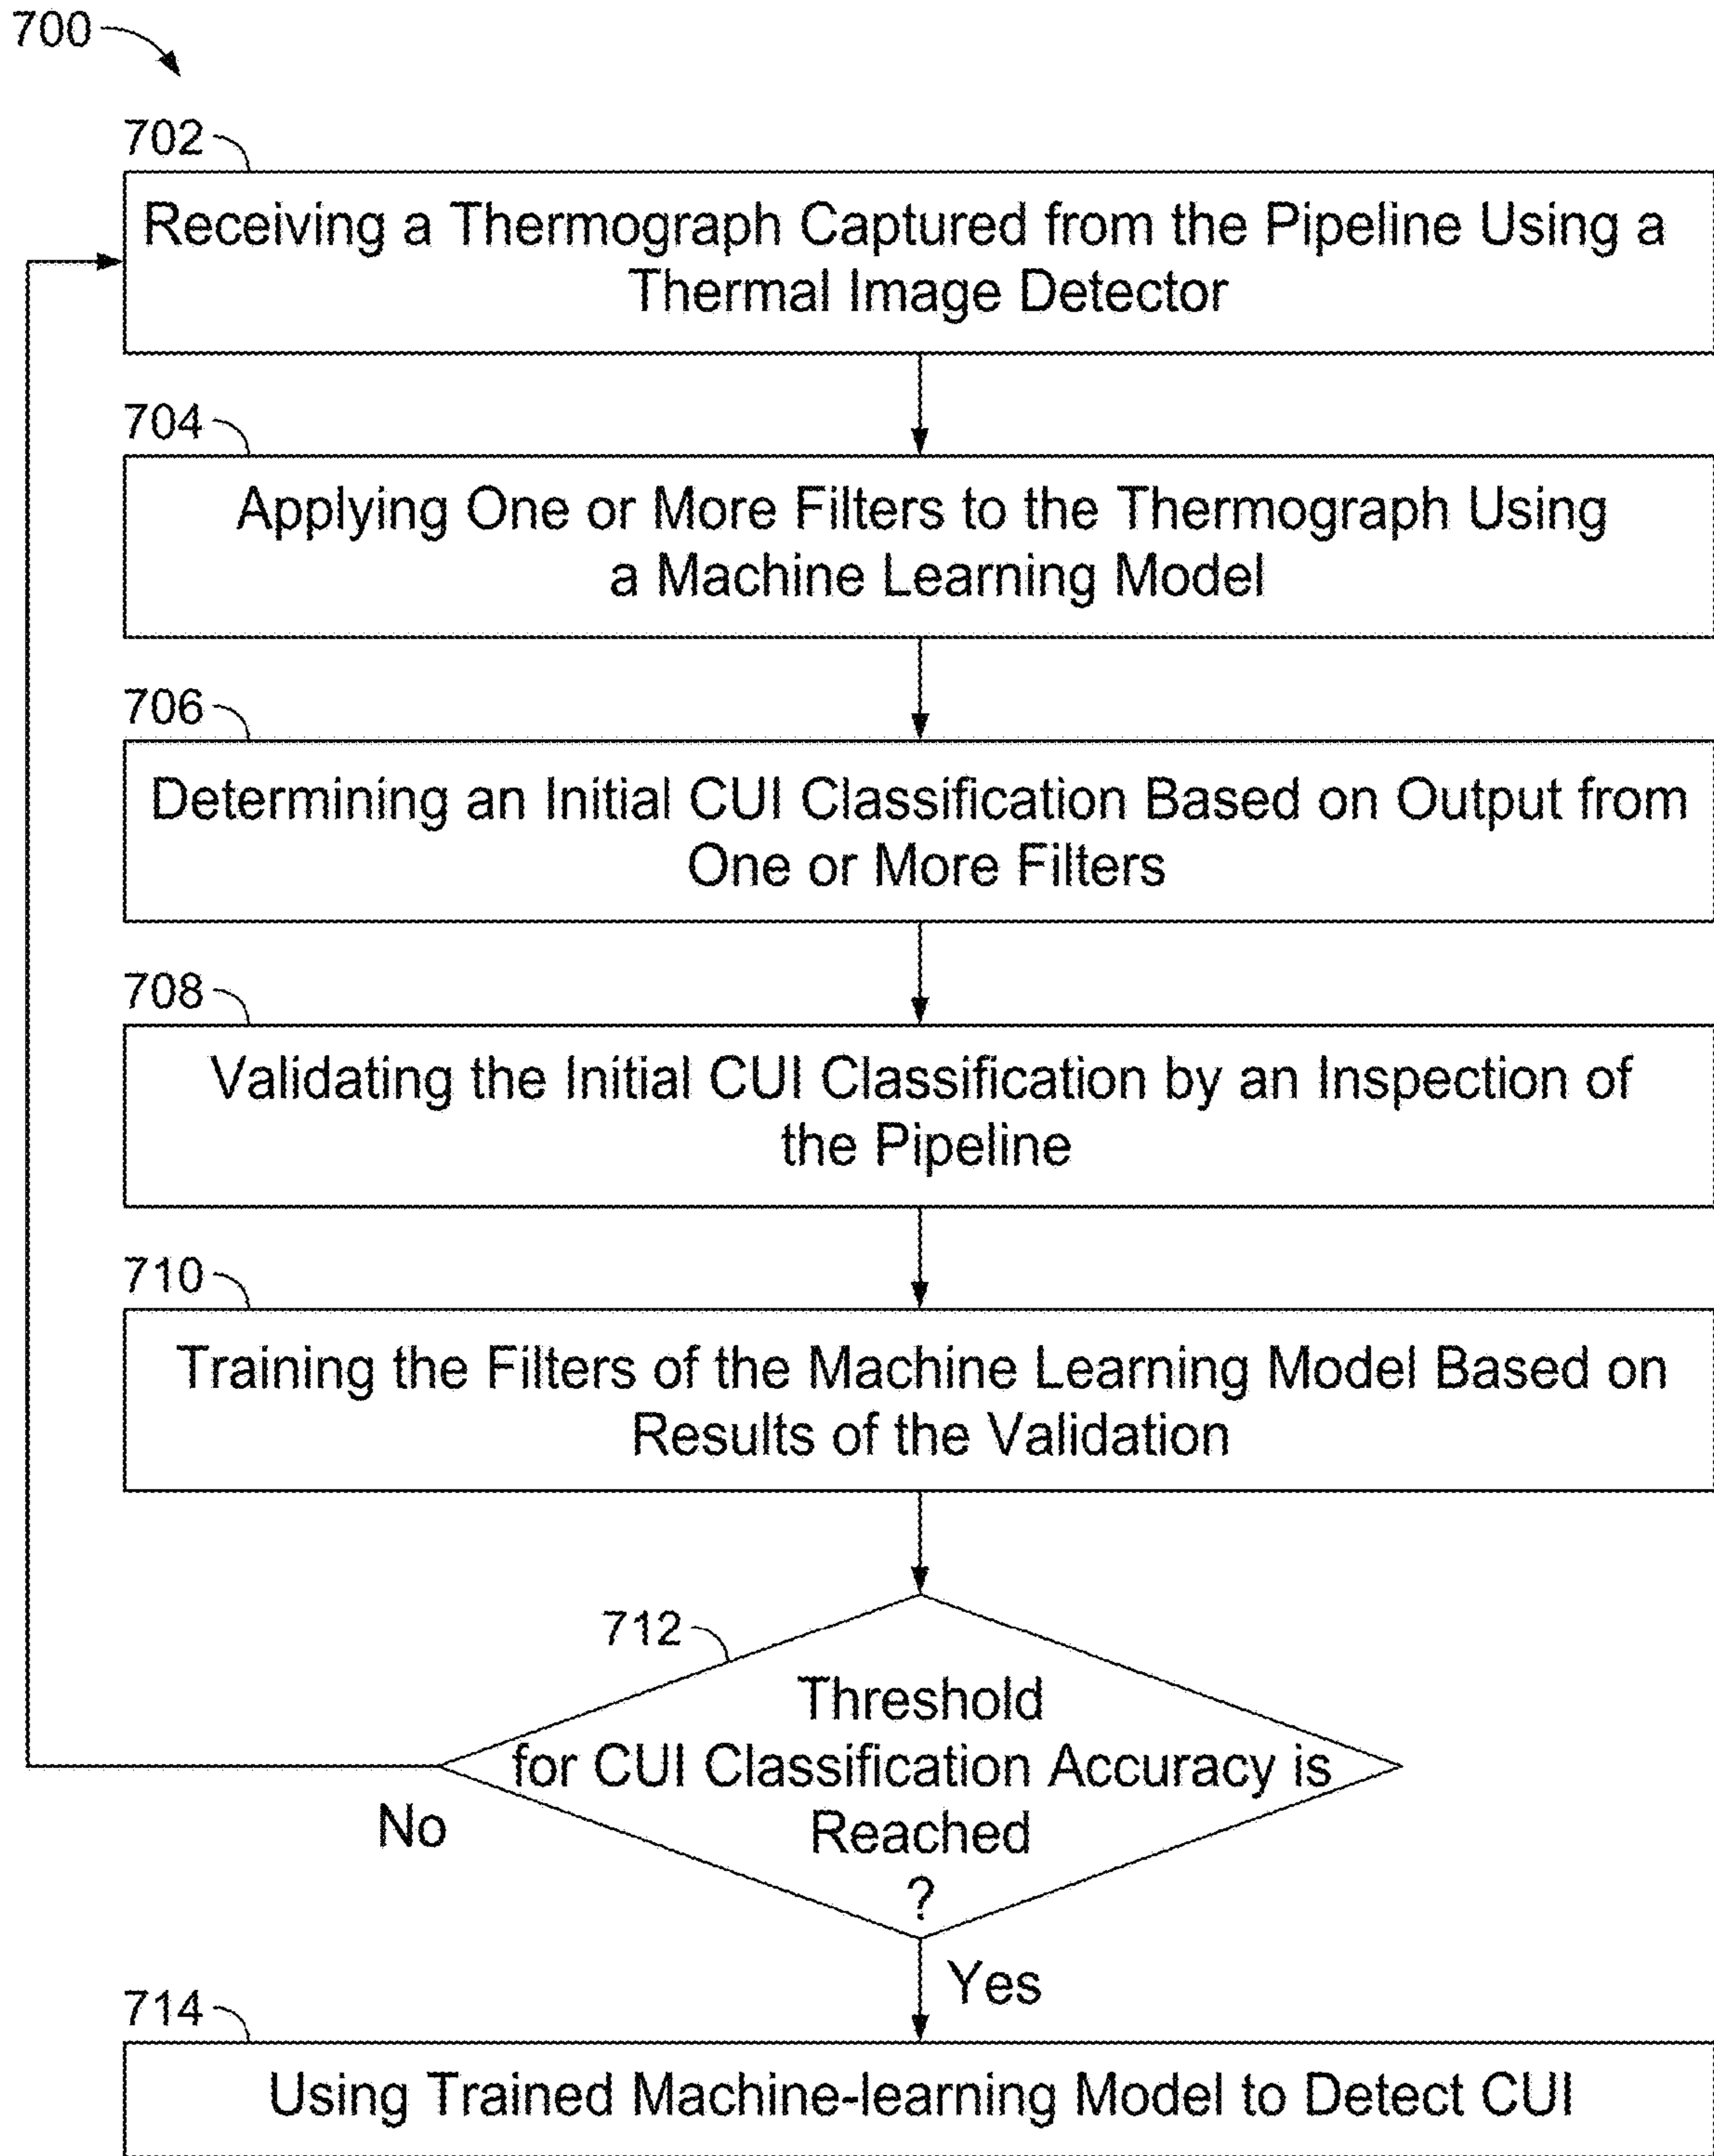 700
702
Receiving a Thermograph Captured from the Pipeline Using a
Thermal Image Detector
704
Applying One or More Filters to the Thermograph Using
a Machine Learning Model
706
Determining an Initial CUI Classification Based on Output from
One or More Filters
708
Validating the Initial CUI Classification by an Inspection of
the Pipeline
710
Training the Filters of the Machine Learning Model Based on
Results of the Validation
712
Threshold
for CUI Classification Accuracy is
Reached
?
No
Yes
714
Using Trained Machine-learning Model to Detect CUI